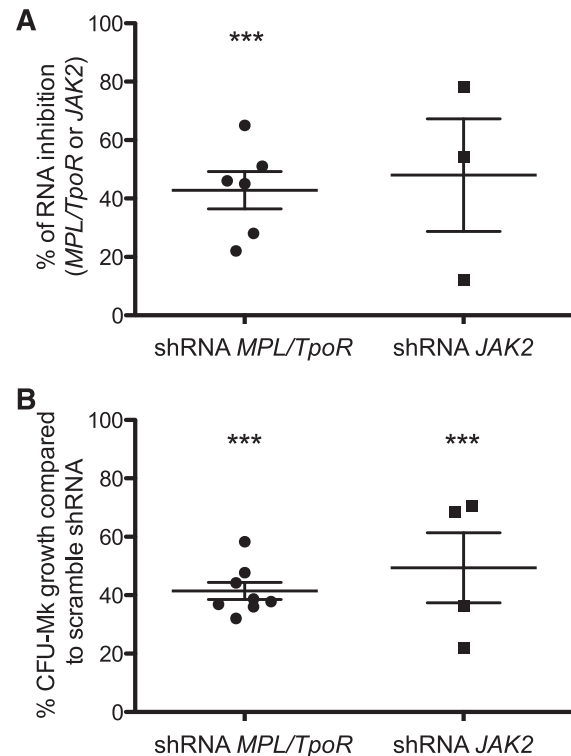 A
100
***
80
60
40
20
0
% of RNA inhibition
(MPL/TpoR or JAK2)
shRNA MPL/TpoR
shRNA JAK2
B
100
***
***
80
60
40
20
0
% CFU-Mk growth compared
to scramble shRNA
shRNA MPL/TpoR
shRNA JAK2